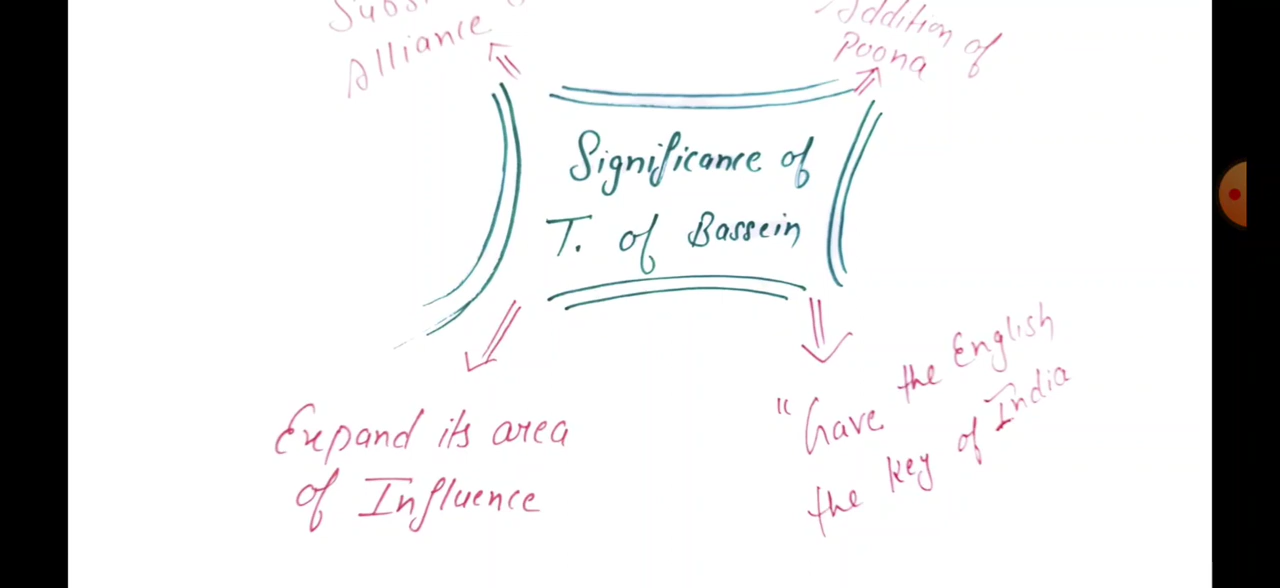 Alliance
Addition of
Poona
Significance of
T. of Bassein
Expand its area
of Influence
"Gave the English
the key of India